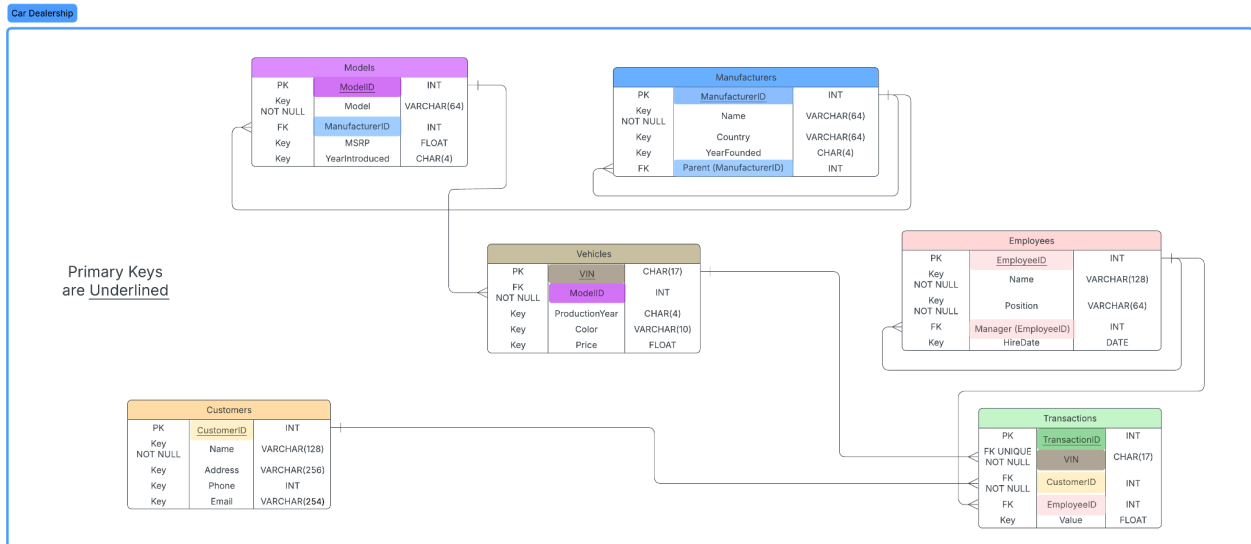 Car Dealership
Models
PK ModelID INT
Key NOT NULL Model VARCHAR(64)
FK ManufacturerID INT
Key MSRP FLOAT
Key YearIntroduced CHAR(4)
Manufacturers
PK ManufacturerID INT
Key NOT NULL Name VARCHAR(64)
Key Country VARCHAR(64)
Key YearFounded CHAR(4)
FK Parent (ManufacturerID) INT
Primary Keys
are Underlined
Vehicles
PK VIN CHAR(17)
FK NOT NULL ModelID INT
Key ProductionYear CHAR(4)
Key Color VARCHAR(10)
Key Price FLOAT
Employees
PK EmployeeID INT
Key NOT NULL Name VARCHAR(128)
Key NOT NULL Position VARCHAR(64)
FK Manager (EmployeeID) INT
Key HireDate DATE
Customers
PK CustomerID INT
Key NOT NULL Name VARCHAR(128)
Key Address VARCHAR(256)
Key Phone INT
Key Email VARCHAR(254)
Transactions
PK TransactionID INT
FK UNIQUE NOT NULL VIN CHAR(17)
FK NOT NULL CustomerID INT
FK EmployeeID INT
Key Value FLOAT